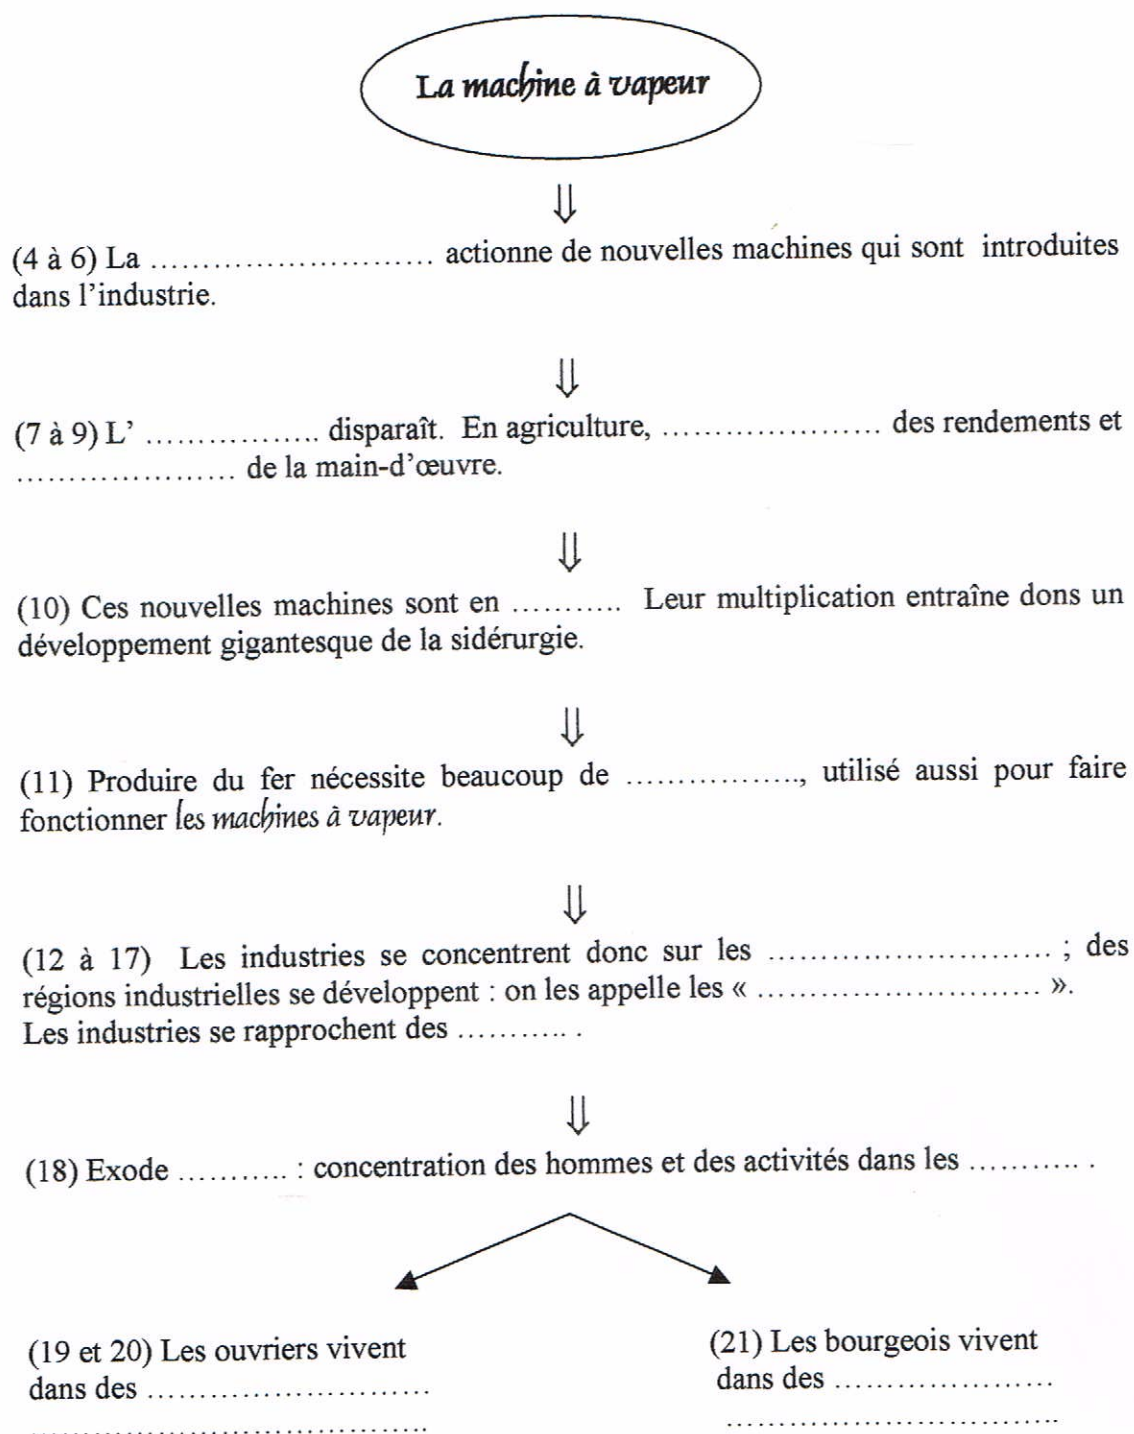 La machine à vapeur
(4 à 6) La ………………………. actionne de nouvelles machines qui sont introduites
dans l'industrie.
(7 à 9) L' …………….. disparaît. En agriculture, ………………… des rendements et
………………… de la main-d'œuvre.
(10) Ces nouvelles machines sont en ……….. Leur multiplication entraîne dons un
développement gigantesque de la sidérurgie.
(11) Produire du fer nécessite beaucoup de …………….., utilisé aussi pour faire
fonctionner les machines à vapeur.
(12 à 17) Les industries se concentrent donc sur les ………………………. ; des
régions industrielles se développent : on les appelle les « ………………………. ».
Les industries se rapprochent des ……….. .
(18) Exode ……….. : concentration des hommes et des activités dans les ……….. .
(19 et 20) Les ouvriers vivent
dans des ……………………….
…………………………………
(21) Les bourgeois vivent
dans des …………………
…………………………..